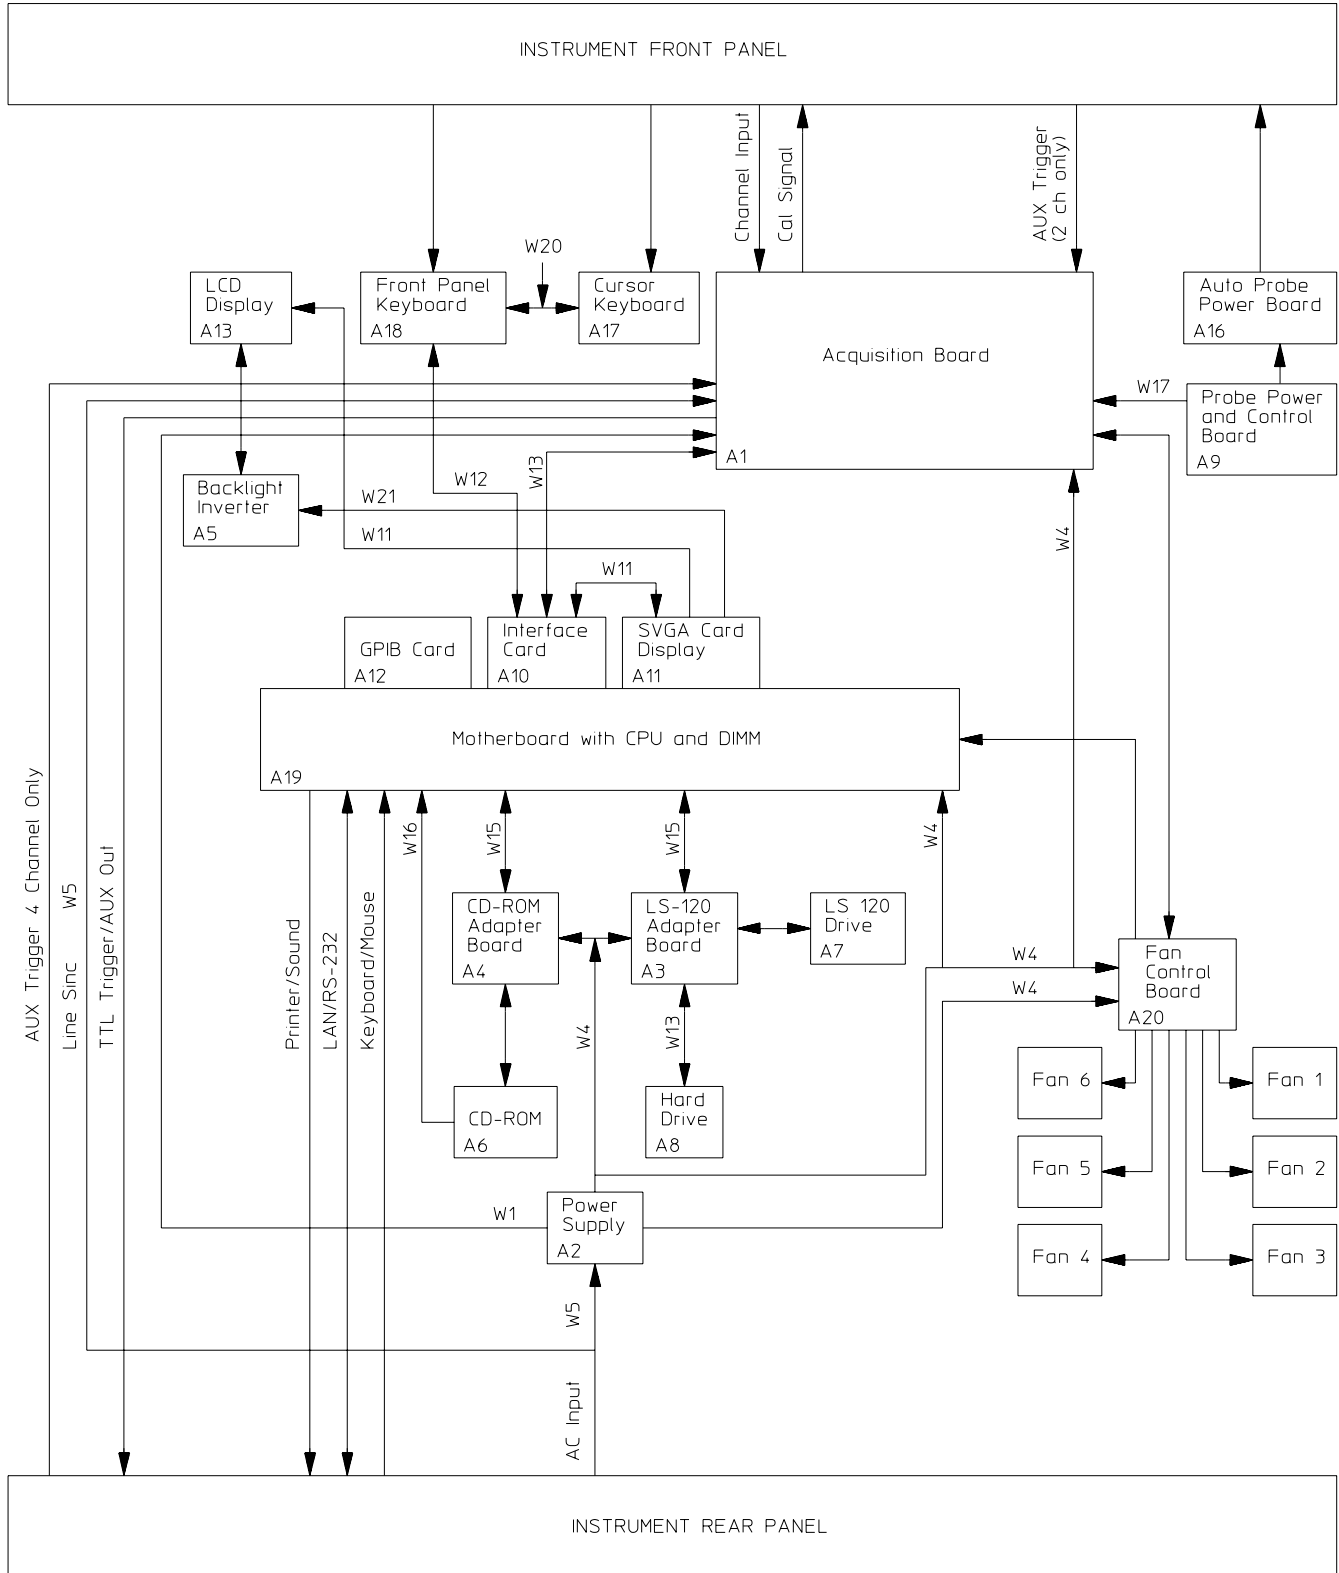 INSTRUMENT FRONT PANEL
Channel Input
Cal Signal
AUX Trigger
(2 ch only)
W20
LCD
Display
A13
Front Panel
Keyboard
A18
Cursor
Keyboard
A17
Acquisition Board
A1
Auto Probe
Power Board
A16
W17
Probe Power
and Control
Board
A9
W13
W12
Backlight
Inverter
A5
W21
W11
W4
W11
GPIB Card
A12
Interface
Card
A10
SVGA Card
Display
A11
Motherboard with CPU and DIMM
A19
AUX Trigger 4 Channel Only
Line Sinc W5
TTL Trigger/AUX Out
Printer/Sound
LAN/RS-232
Keyboard/Mouse
W16
W15
W15
W4
CD-ROM
Adapter
Board
A4
LS-120
Adapter
Board
A3
LS 120
Drive
A7
W4
W4
Fan
Control
Board
A20
W4
W13
CD-ROM
A6
Hard
Drive
A8
Fan 6
Fan 1
Fan 5
Fan 2
Fan 4
Fan 3
W1
Power
Supply
A2
W5
AC Input
INSTRUMENT REAR PANEL